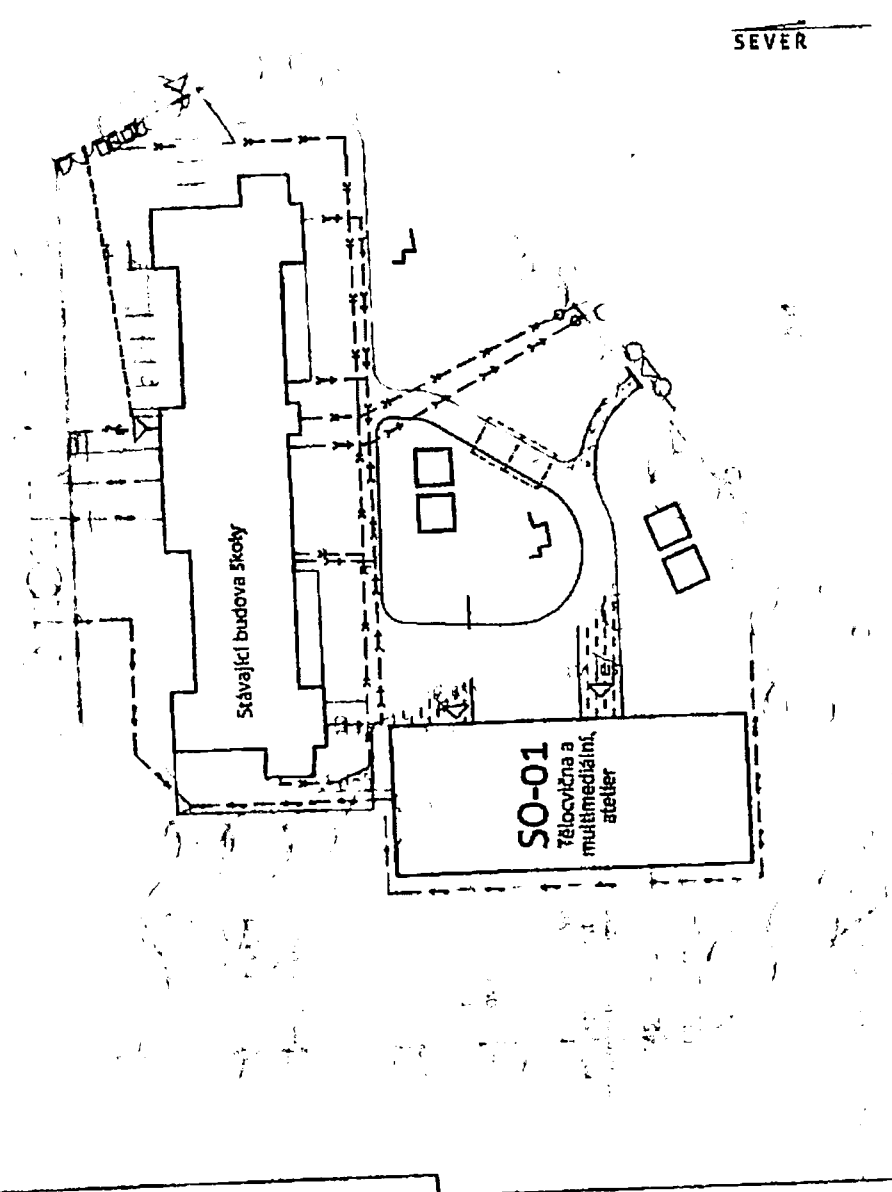 SEVER
Stávající budova školy
SO-01
Tělocvična a
multimediální
atelier